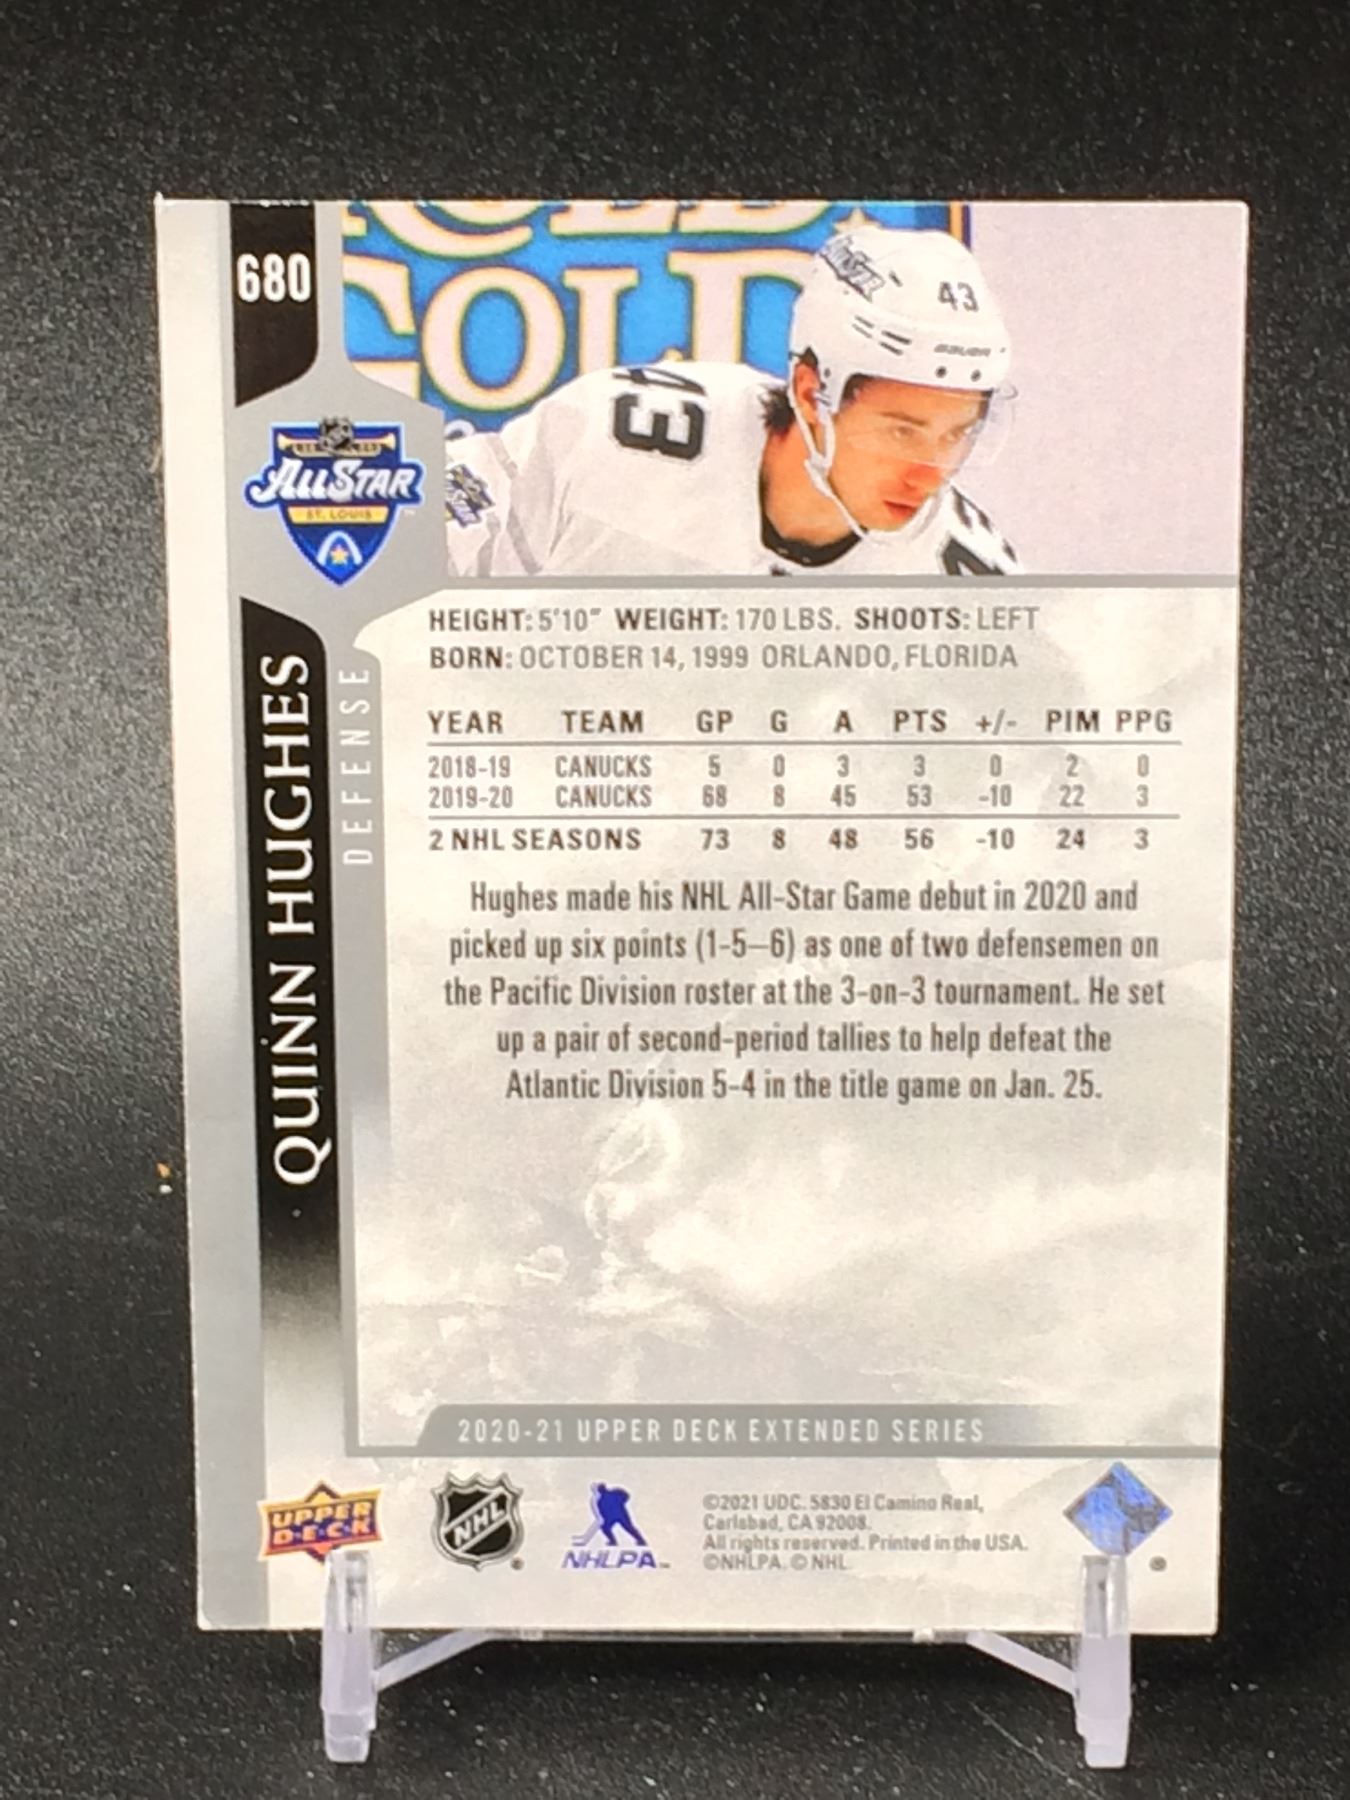 680
GOLD
43
BAUER
43
ALL STAR
ST. LOUIS
QUINN HUGHES
DEFENSE
HEIGHT: 5'10" WEIGHT: 170 LBS. SHOOTS: LEFT
BORN: OCTOBER 14, 1999 ORLANDO, FLORIDA
YEAR TEAM GP G A PTS +/- PIM PPG
2018-19 CANUCKS 5 0 3 3 0 2 0
2019-20 CANUCKS 68 8 45 53 -10 22 3
2 NHL SEASONS 73 8 48 56 -10 24 3
Hughes made his NHL All-Star Game debut in 2020 and
picked up six points (1-5–6) as one of two defensemen on
the Pacific Division roster at the 3-on-3 tournament. He set
up a pair of second-period tallies to help defeat the
Atlantic Division 5-4 in the title game on Jan. 25.
2020-21 UPPER DECK EXTENDED SERIES
UPPER
DECK
NHL
NHLPA
©2021 UDC. 5830 El Camino Real,
Carlsbad, CA 92008.
All rights reserved. Printed in the USA.
©NHLPA. © NHL